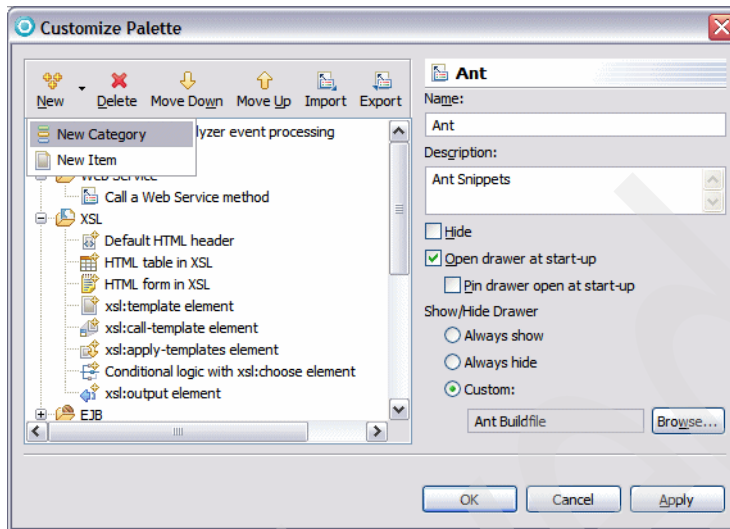 Customize Palette
New Delete Move Down Move Up Import Export
New Category
lyzer event processing
New Item
Web Service
Call a Web Service method
XSL
Default HTML header
HTML table in XSL
HTML form in XSL
xsl:template element
xsl:call-template element
xsl:apply-templates element
Conditional logic with xsl:choose element
xsl:output element
EJB
Ant
Name:
Ant
Description:
Ant Snippets
Hide
Open drawer at start-up
Pin drawer open at start-up
Show/Hide Drawer
Always show
Always hide
Custom:
Ant Buildfile Browse...
OK Cancel Apply